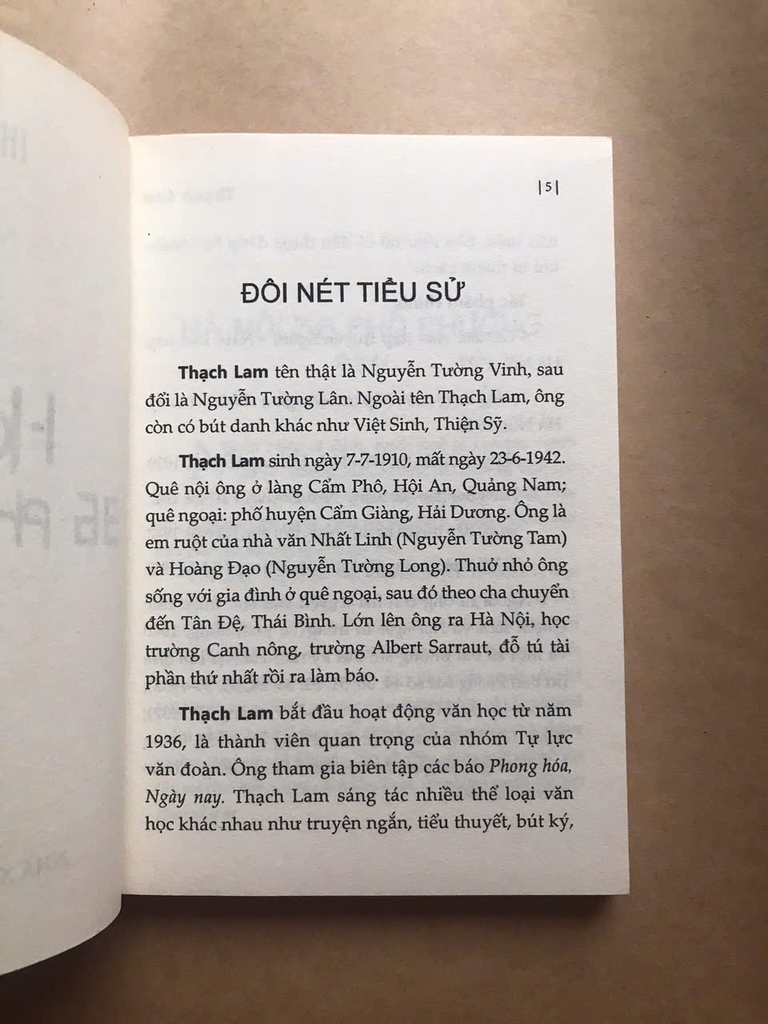 |5|
ĐÔI NÉT TIỂU SỬ
Thạch Lam tên thật là Nguyễn Tường Vinh, sau
đổi là Nguyễn Tường Lân. Ngoài tên Thạch Lam, ông
còn có bút danh khác như Việt Sinh, Thiện Sỹ.
Thạch Lam sinh ngày 7-7-1910, mất ngày 23-6-1942.
Quê nội ông ở làng Cẩm Phô, Hội An, Quảng Nam;
quê ngoại: phố huyện Cẩm Giàng, Hải Dương. Ông là
em ruột của nhà văn Nhất Linh (Nguyễn Tường Tam)
và Hoàng Đạo (Nguyễn Tường Long). Thuở nhỏ ông
sống với gia đình ở quê ngoại, sau đó theo cha chuyển
đến Tân Đệ, Thái Bình. Lớn lên ông ra Hà Nội, học
trường Canh nông, trường Albert Sarraut, đỗ tú tài
phần thứ nhất rồi ra làm báo.
Thạch Lam bắt đầu hoạt động văn học từ năm
1936, là thành viên quan trọng của nhóm Tự lực
văn đoàn. Ông tham gia biên tập các báo Phong hóa,
Ngày nay. Thạch Lam sáng tác nhiều thể loại văn
học khác nhau như truyện ngắn, tiểu thuyết, bút ký,